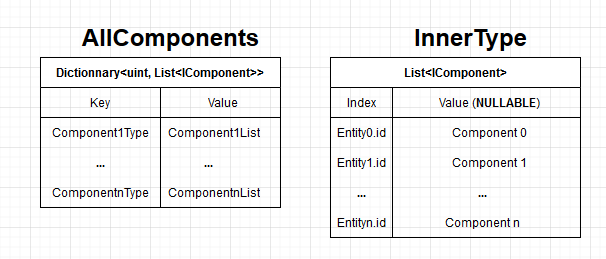 AllComponents
Dictionnary<uint, List<IComponent>>
Key Value
Component1Type Component1List
... ...
ComponentnType ComponentnList
InnerType
List<IComponent>
Index Value (NULLABLE)
Entity0.id Component 0
Entity1.id Component 1
... ...
Entityn.id Component n